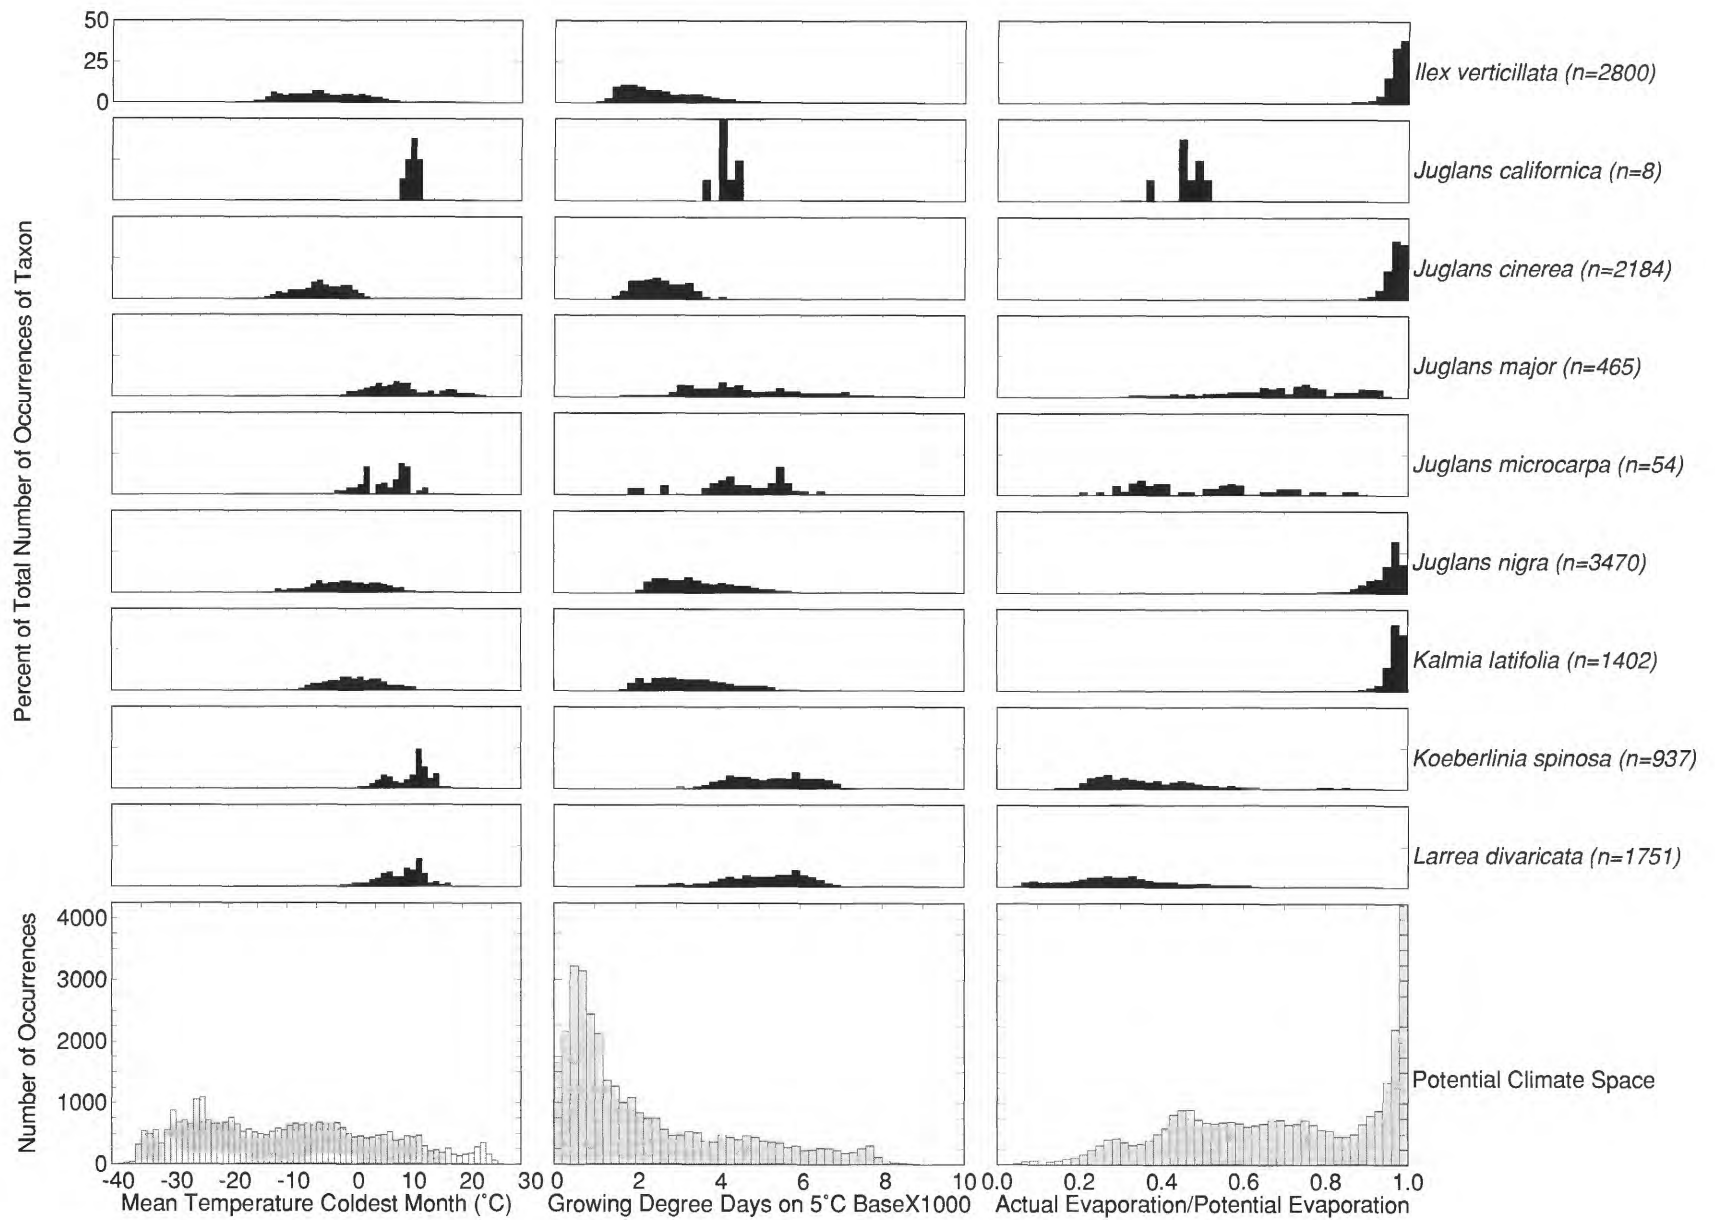 Percent of Total Number of Occurrences of Taxon
50
25
0
Ilex verticillata (n=2800)
Juglans californica (n=8)
Juglans cinerea (n=2184)
Juglans major (n=465)
Juglans microcarpa (n=54)
Juglans nigra (n=3470)
Kalmia latifolia (n=1402)
Koeberlinia spinosa (n=937)
Larrea divaricata (n=1751)
Number of Occurrences
4000
3000
2000
1000
0
Potential Climate Space
-40 -30 -20 -10 0 10 20 30
0 2 4 6 8 10
0.0 0.2 0.4 0.6 0.8 1.0
Mean Temperature Coldest Month (°C)
Growing Degree Days on 5°C BaseX1000
Actual Evaporation/Potential Evaporation